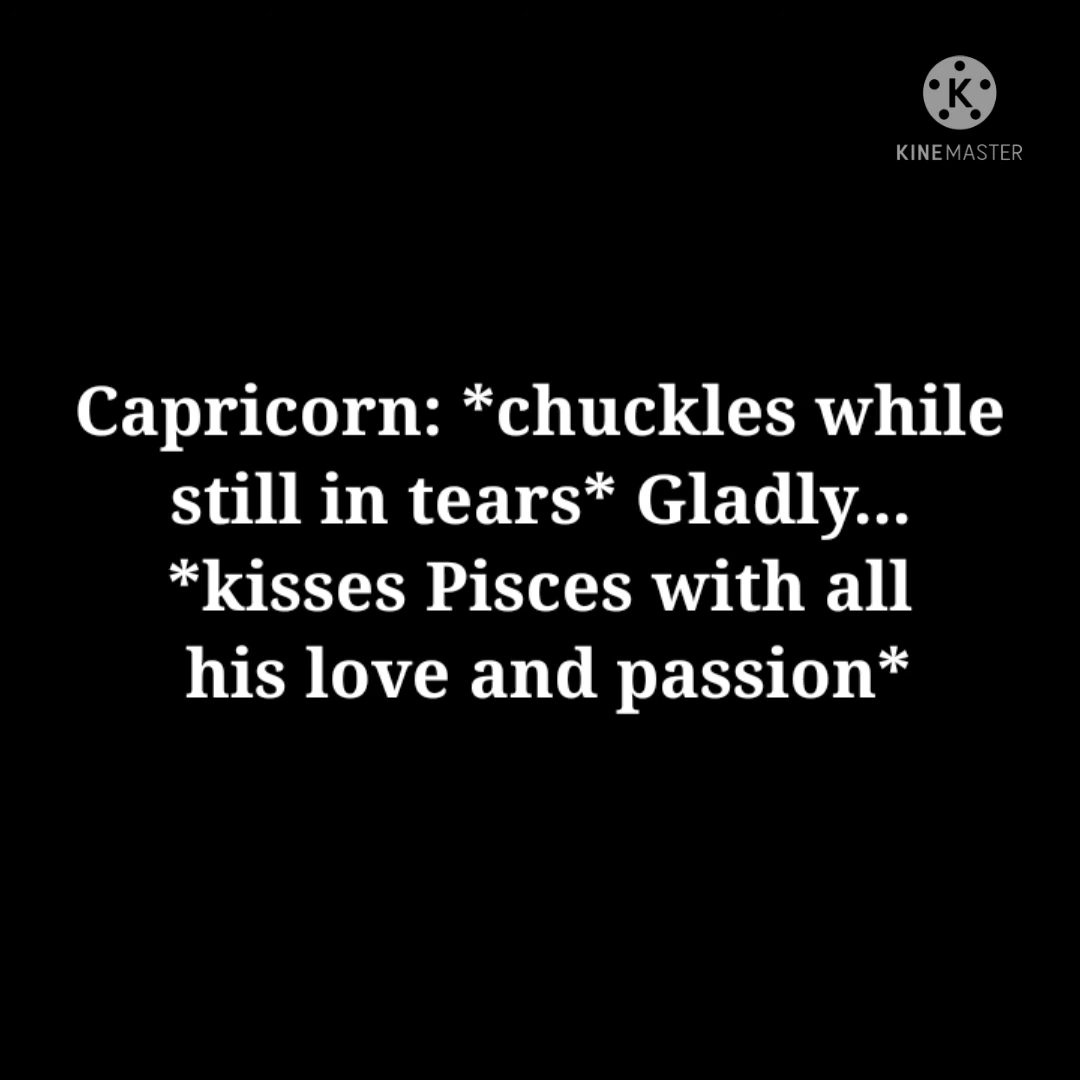 K
KINEMASTER
Capricorn: *chuckles while
still in tears* Gladly...
*kisses Pisces with all
his love and passion*